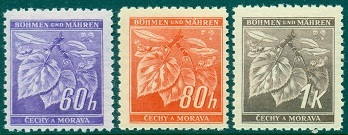 BÖHMEN UND MÄHREN
60h
ČECHY A MORAVA
BÖHMEN UND MÄHREN
80h
ČECHY A MORAVA
BÖHMEN UND MÄHREN
1K
ČECHY A MORAVA